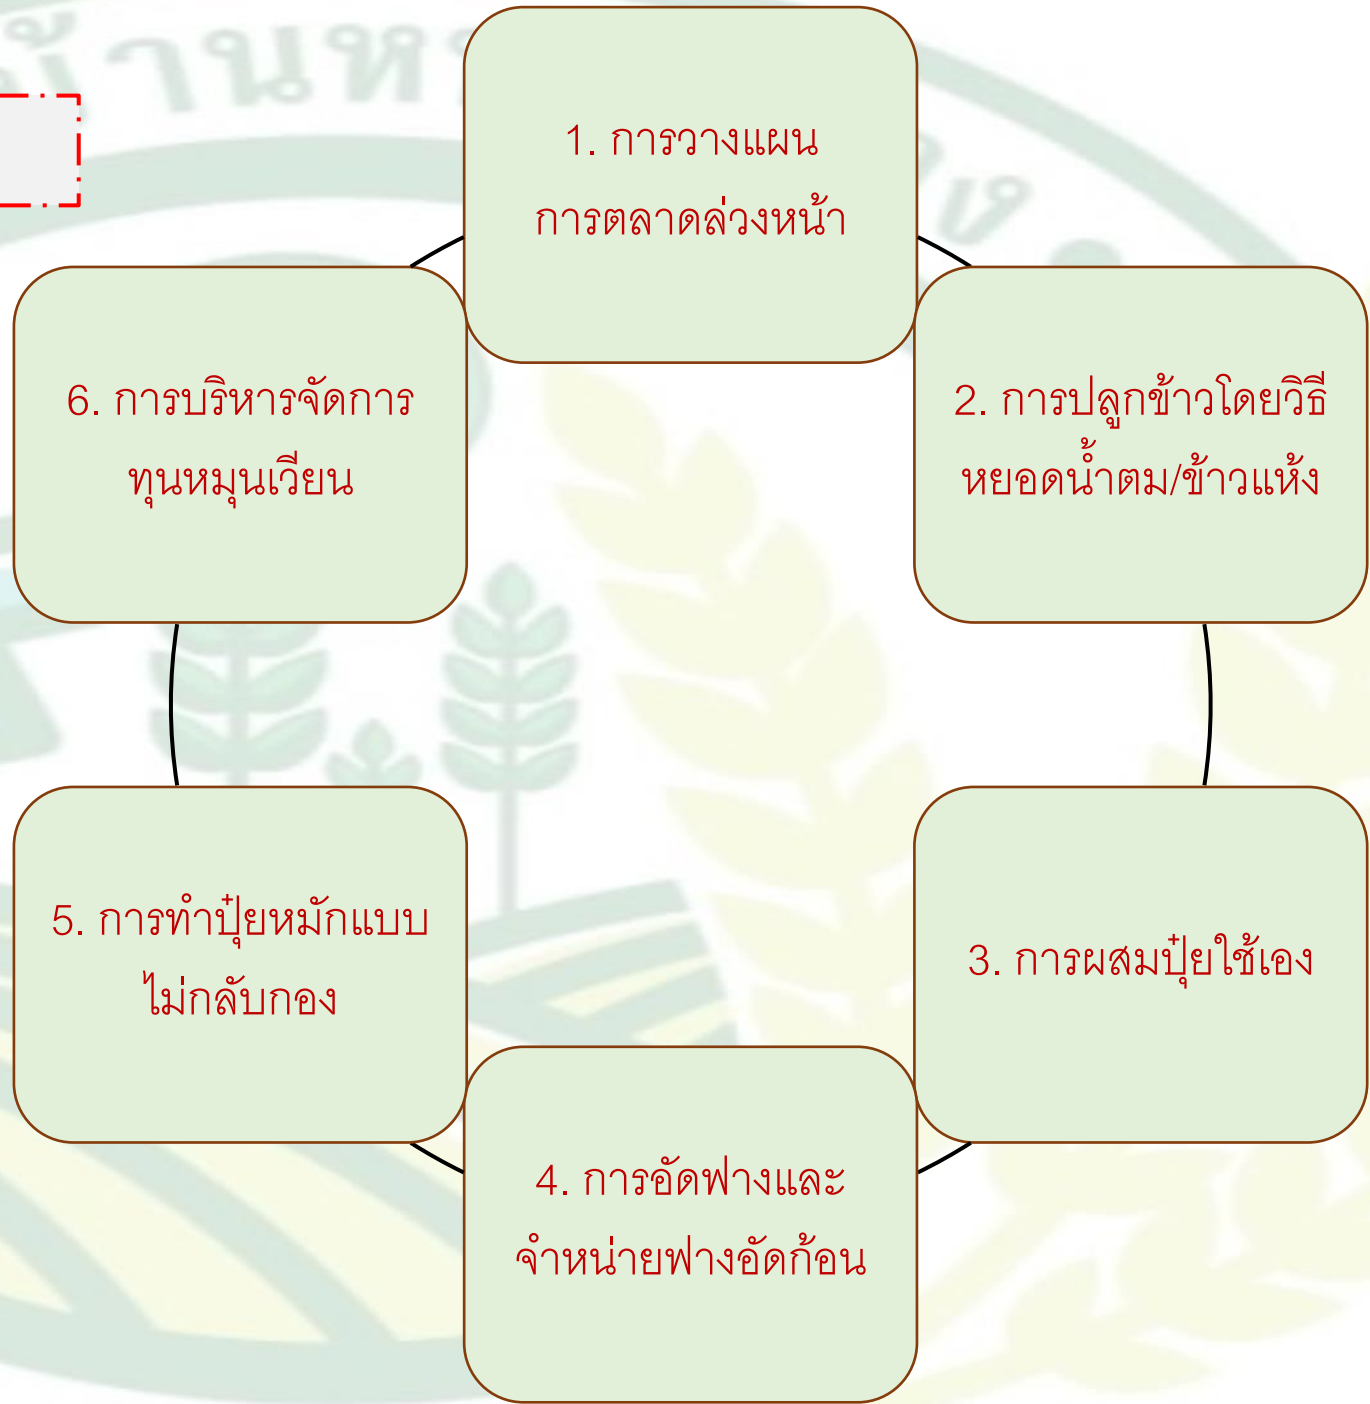 1. การวางแผน
การตลาดล่วงหน้า
2. การปลูกข้าวโดยวิธี
หยอดน้ำตม/ข้าวแห้ง
3. การผสมปุ๋ยใช้เอง
4. การอัดฟางและ
จำหน่ายฟางอัดก้อน
5. การทำปุ๋ยหมักแบบ
ไม่กลับกอง
6. การบริหารจัดการ
ทุนหมุนเวียน